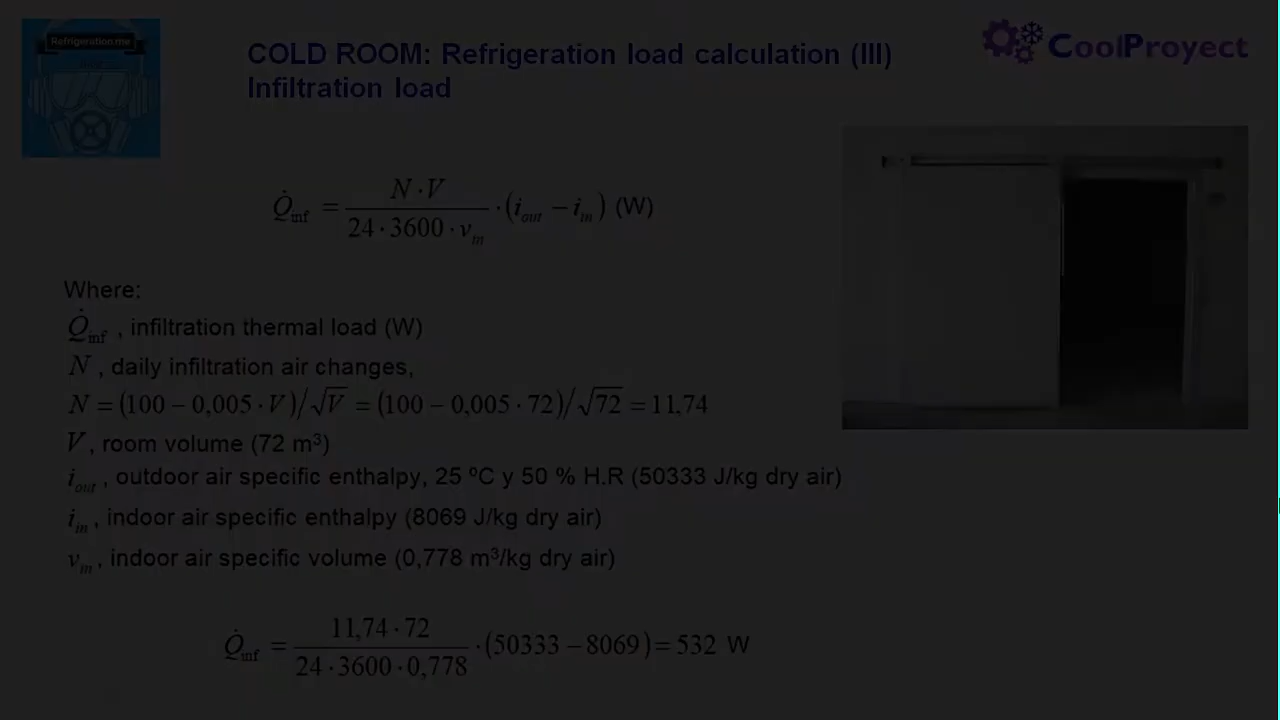 Refrigeration.me
COLD ROOM: Refrigeration load calculation (III)
Infiltration load
CoolProyect
Q̇inf = N·V / (24·3600·vin) · (iout − iin) (W)
Where:
Q̇inf , infiltration thermal load (W)
N , daily infiltration air changes,
N = (100 − 0,005·V)/√V = (100 − 0,005·72)/√72 = 11,74
V , room volume (72 m³)
iout , outdoor air specific enthalpy, 25 ºC y 50 % H.R (50333 J/kg dry air)
iin , indoor air specific enthalpy (8069 J/kg dry air)
vin , indoor air specific volume (0,778 m³/kg dry air)
Q̇inf = 11,74·72 / (24·3600·0,778) · (50333 − 8069) = 532 W